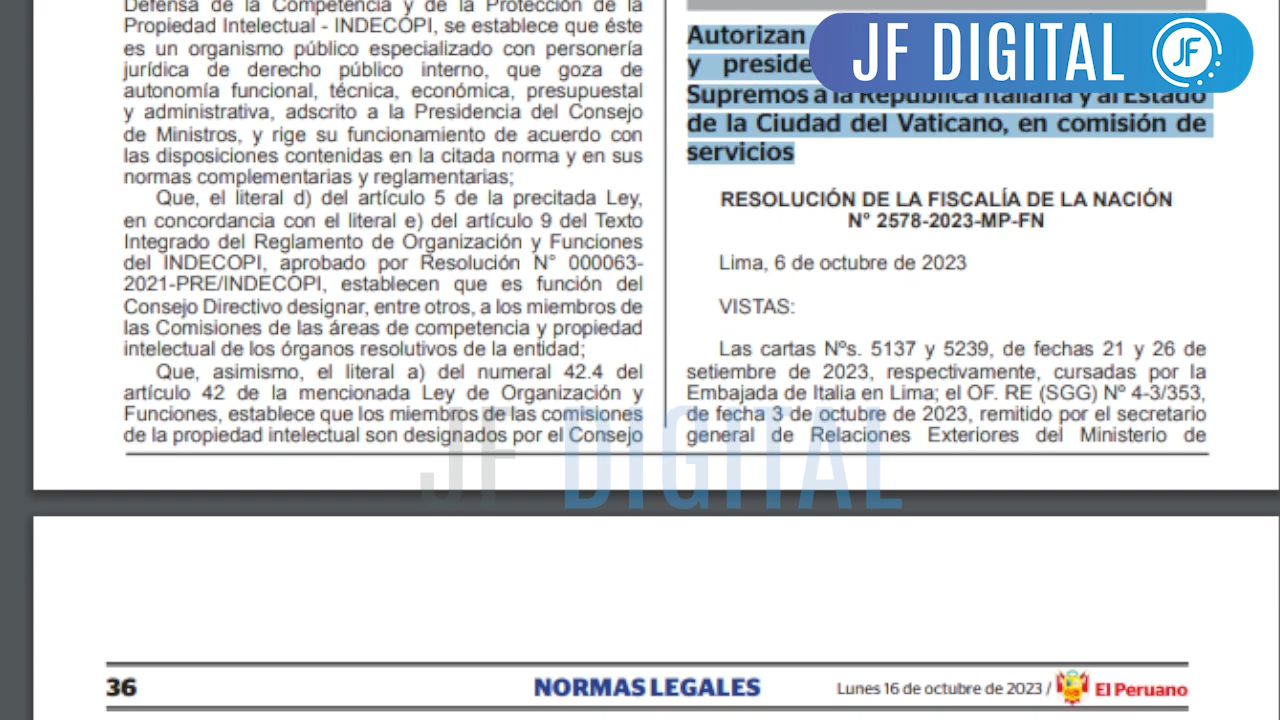 Defensa de la Competencia y de la Protección de la
Propiedad Intelectual - INDECOPI, se establece que éste
es un organismo público especializado con personería
jurídica de derecho público interno, que goza de
autonomía funcional, técnica, económica, presupuestal
y administrativa, adscrito a la Presidencia del Consejo
de Ministros, y rige su funcionamiento de acuerdo con
las disposiciones contenidas en la citada norma y en sus
normas complementarias y reglamentarias;
Que, el literal d) del artículo 5 de la precitada Ley,
en concordancia con el literal e) del artículo 9 del Texto
Integrado del Reglamento de Organización y Funciones
del INDECOPI, aprobado por Resolución N° 000063-
2021-PRE/INDECOPI, establecen que es función del
Consejo Directivo designar, entre otros, a los miembros de
las Comisiones de las áreas de competencia y propiedad
intelectual de los órganos resolutivos de la entidad;
Que, asimismo, el literal a) del numeral 42.4 del
artículo 42 de la mencionada Ley de Organización y
Funciones, establece que los miembros de las comisiones
de la propiedad intelectual son designados por el Consejo
Autorizan
y preside
Supremos a la República Italiana y al Estado
de la Ciudad del Vaticano, en comisión de
servicios
JF DIGITAL
JF
RESOLUCIÓN DE LA FISCALÍA DE LA NACIÓN
N° 2578-2023-MP-FN
Lima, 6 de octubre de 2023
VISTAS:
Las cartas Nºs. 5137 y 5239, de fechas 21 y 26 de
setiembre de 2023, respectivamente, cursadas por la
Embajada de Italia en Lima; el OF. RE (SGG) Nº 4-3/353,
de fecha 3 de octubre de 2023, remitido por el secretario
general de Relaciones Exteriores del Ministerio de
JF DIGITAL
36
NORMAS LEGALES
Lunes 16 de octubre de 2023 / El Peruano